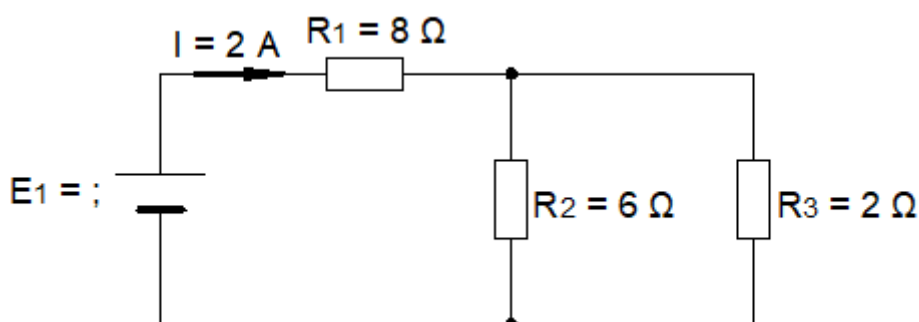 I = 2 A
R1 = 8 Ω
E1 = ;
R2 = 6 Ω
R3 = 2 Ω